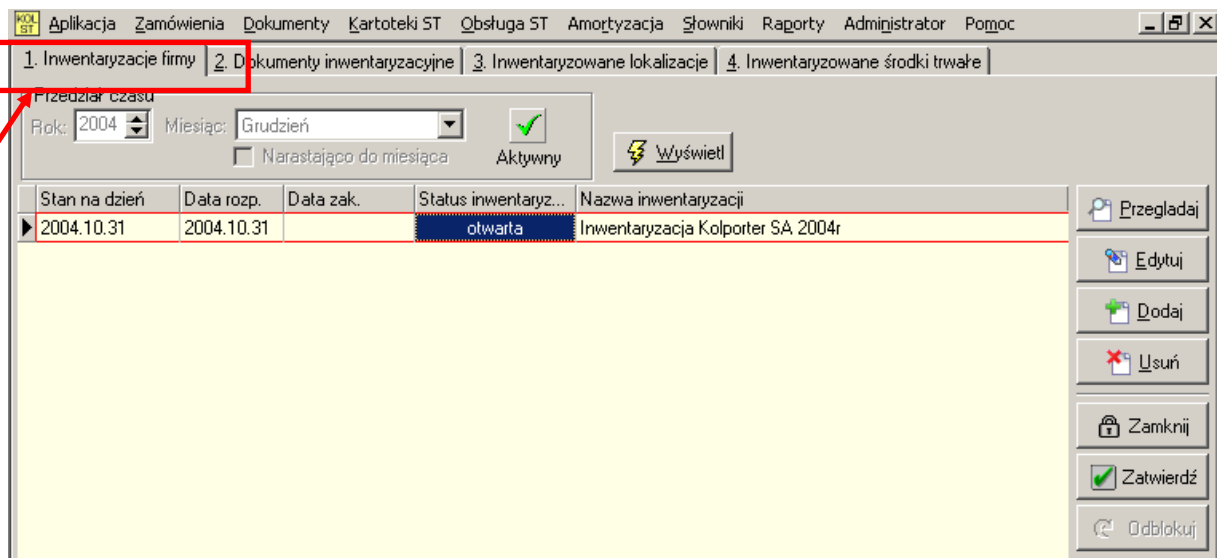 KOL ST Aplikacja Zamówienia Dokumenty Kartoteki ST Obsługa ST Amortyzacja Słowniki Raporty Administrator Pomoc
1. Inwentaryzacje firmy 2. Dokumenty inwentaryzacyjne 3. Inwentaryzowane lokalizacje 4. Inwentaryzowane środki trwałe
Przedział czasu
Rok: 2004 Miesiąc: Grudzień
Narastająco do miesiąca Aktywny Wyświetl
Stan na dzień Data rozp. Data zak. Status inwentaryz... Nazwa inwentaryzacji
2004.10.31 2004.10.31 otwarta Inwentaryzacja Kolporter SA 2004r
Przegladaj
Edytuj
Dodaj
Usuń
Zamknij
Zatwierdź
Odblokuj